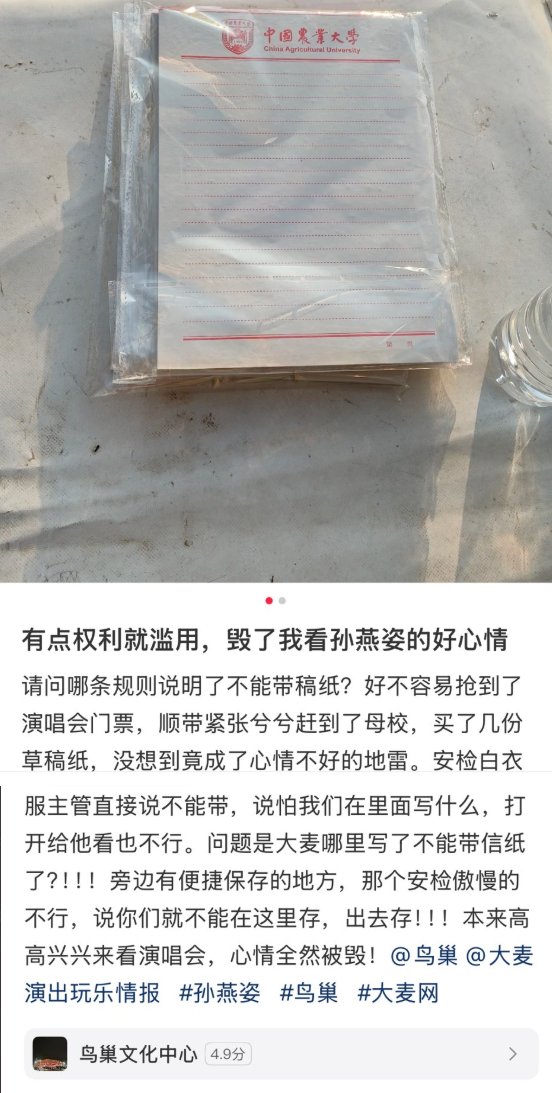 中國農業大學
China Agricultural University
第 页
有点权利就滥用，毁了我看孙燕姿的好心情
请问哪条规则说明了不能带稿纸？好不容易抢到了
演唱会门票，顺带紧张兮兮赶到了母校，买了几份
草稿纸，没想到竟成了心情不好的地雷。安检白衣
服主管直接说不能带，说怕我们在里面写什么，打
开给他看也不行。问题是大麦哪里写了不能带信纸
了?!!! 旁边有便捷保存的地方，那个安检傲慢的
不行，说你们就不能在这里存，出去存!!! 本来高
高兴兴来看演唱会，心情全然被毁！@鸟巢 @大麦
演出玩乐情报 #孙燕姿 #鸟巢 #大麦网
鸟巢文化中心 4.9分